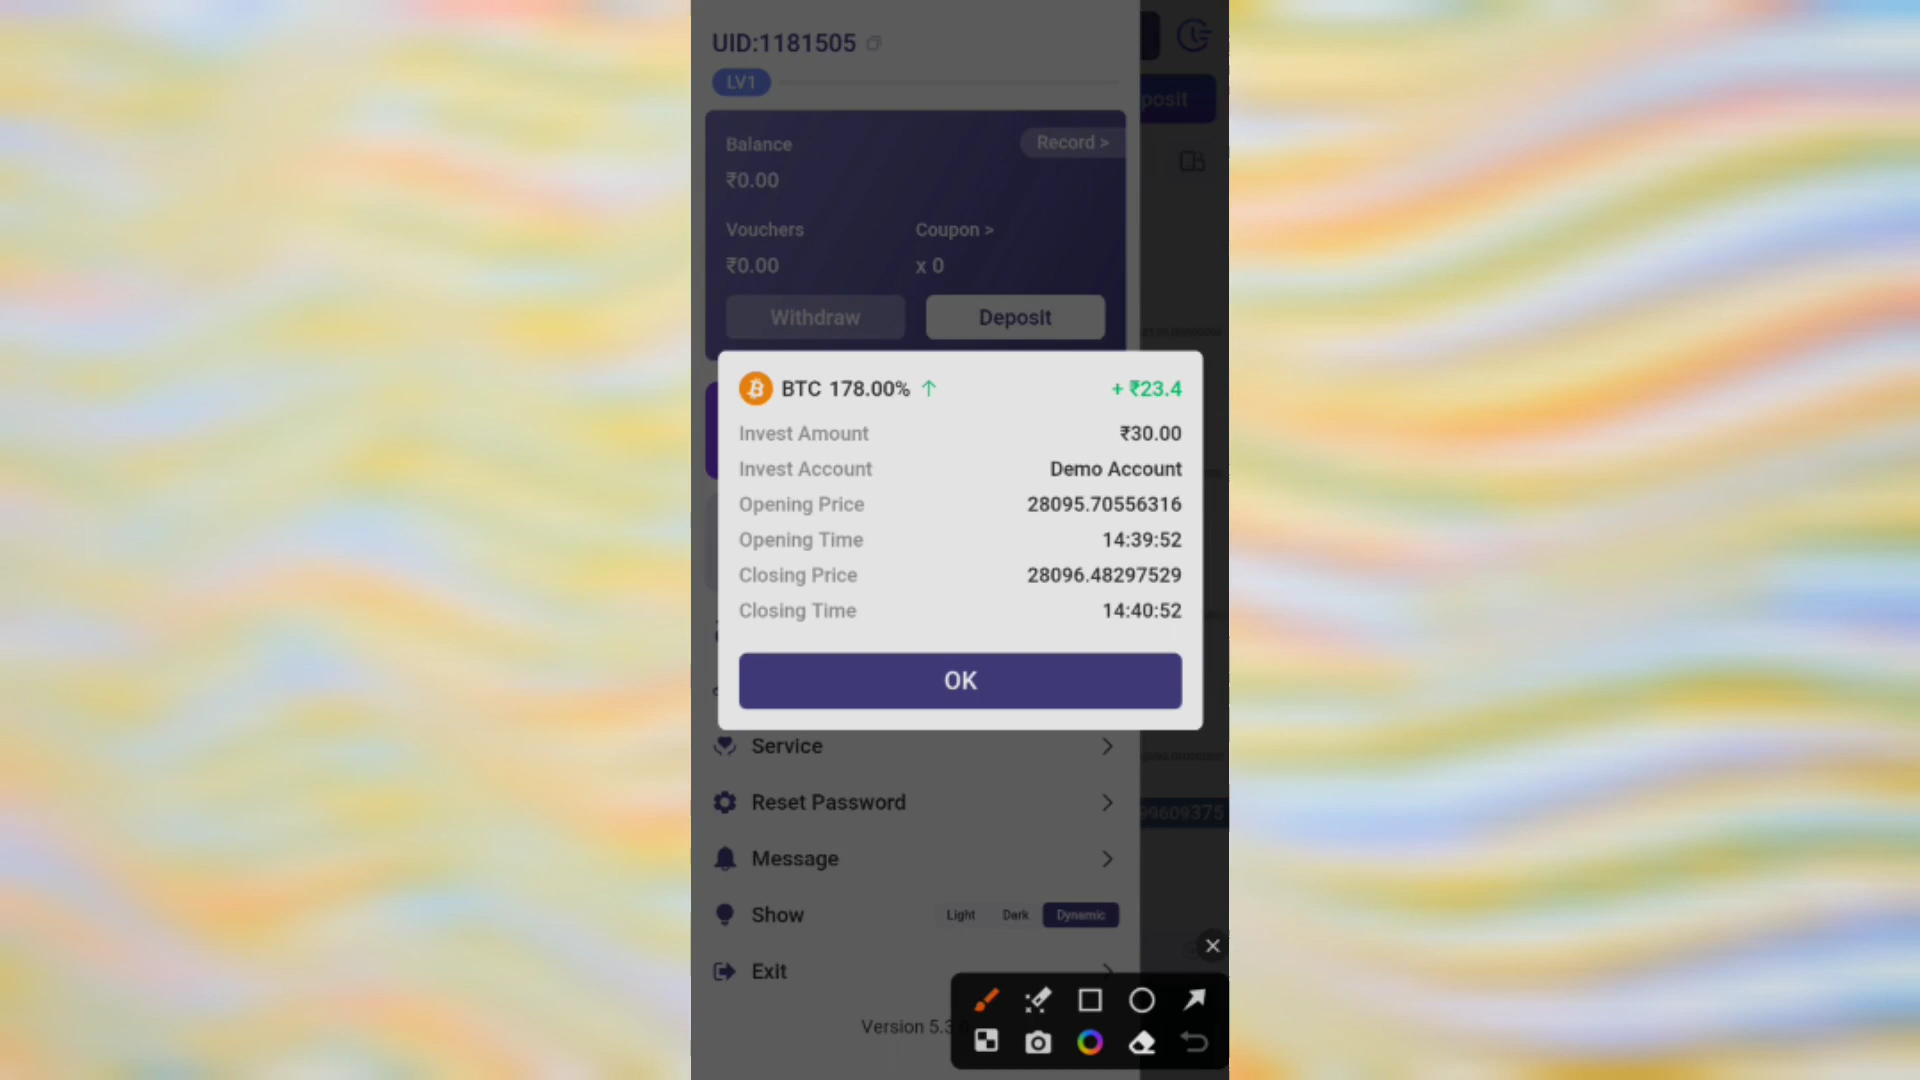 UID:1181505
LV1
posit
Balance
Record >
₹0.00
Vouchers
Coupon >
₹0.00
x 0
Withdraw
Deposit
BTC 178.00% ↑
+ ₹23.4
Invest Amount
₹30.00
Invest Account
Demo Account
Opening Price
28095.70556316
Opening Time
14:39:52
Closing Price
28096.48297529
Closing Time
14:40:52
OK
Service
Reset Password
99609375
Message
Show
Light
Dark
Dynamic
Exit
Version 5.3